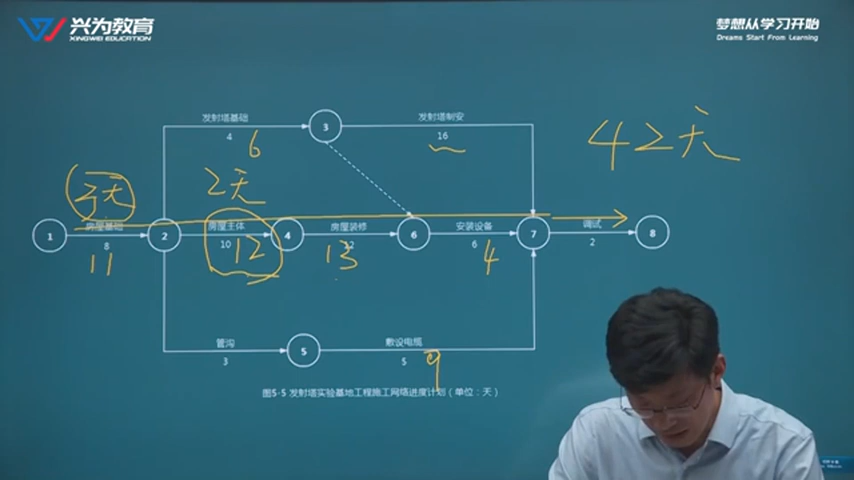 兴为教育
XINGWEI EDUCATION
梦想从学习开始
Dreams Start From Learning
发射塔基础
4
6
3
发射塔制安
16
42天
3天
2天
1
房屋基础
8
11
2
房屋主体
10
12
4
房屋装修
12
13
6
安装设备
6
4
7
调试
2
8
管沟
3
5
敷设电缆
5
9
图5-5 发射塔实验基地工程施工网络进度计划（单位：天）